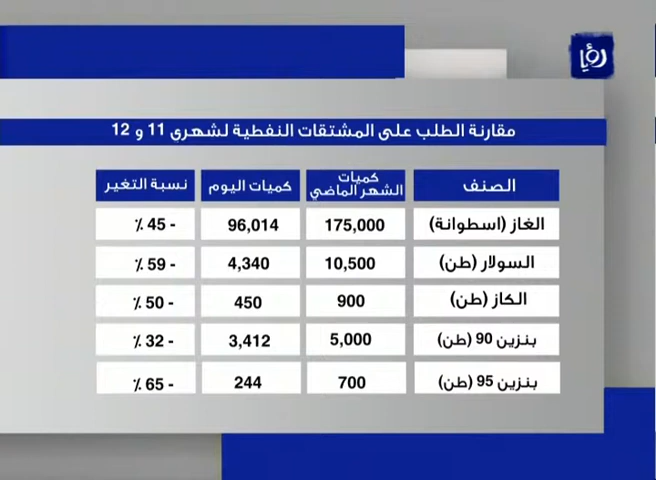 رؤيا
مقارنة الطلب على المشتقات النفطية لشهري 11 و 12
الصنف كميات الشهر الماضي كميات اليوم نسبة التغير
الغاز (اسطوانة) 175,000 96,014 - 45 ٪
السولار (طن) 10,500 4,340 - 59 ٪
الكاز (طن) 900 450 - 50 ٪
بنزين 90 (طن) 5,000 3,412 - 32 ٪
بنزين 95 (طن) 700 244 - 65 ٪